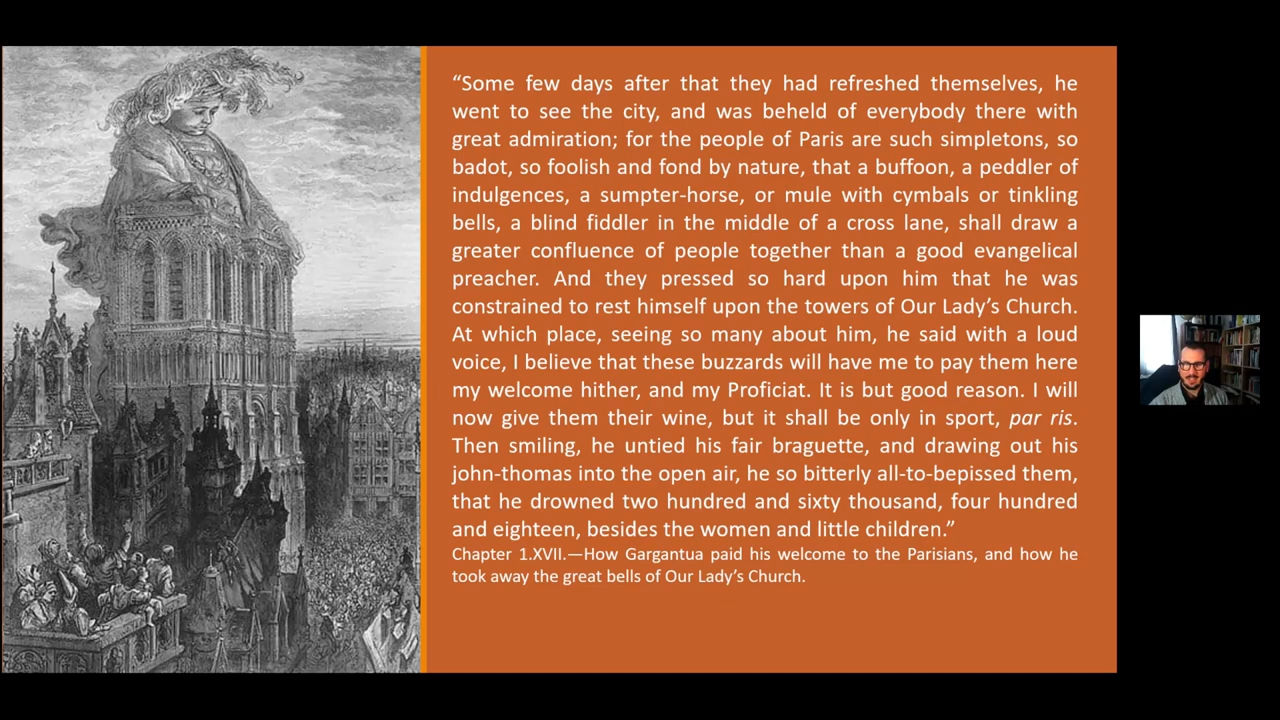 “Some few days after that they had refreshed themselves, he
went to see the city, and was beheld of everybody there with
great admiration; for the people of Paris are such simpletons, so
badot, so foolish and fond by nature, that a buffoon, a peddler of
indulgences, a sumpter-horse, or mule with cymbals or tinkling
bells, a blind fiddler in the middle of a cross lane, shall draw a
greater confluence of people together than a good evangelical
preacher. And they pressed so hard upon him that he was
constrained to rest himself upon the towers of Our Lady’s Church.
At which place, seeing so many about him, he said with a loud
voice, I believe that these buzzards will have me to pay them here
my welcome hither, and my Proficiat. It is but good reason. I will
now give them their wine, but it shall be only in sport, par ris.
Then smiling, he untied his fair braguette, and drawing out his
john-thomas into the open air, he so bitterly all-to-bepissed them,
that he drowned two hundred and sixty thousand, four hundred
and eighteen, besides the women and little children.”
Chapter 1.XVII.—How Gargantua paid his welcome to the Parisians, and how he
took away the great bells of Our Lady’s Church.